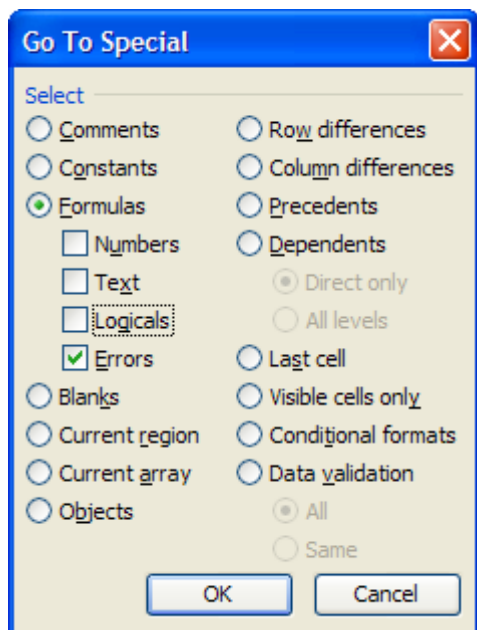 Go To Special
Select
Comments
Constants
Formulas
Numbers
Text
Logicals
Errors
Blanks
Current region
Current array
Objects
Row differences
Column differences
Precedents
Dependents
Direct only
All levels
Last cell
Visible cells only
Conditional formats
Data validation
All
Same
OK
Cancel